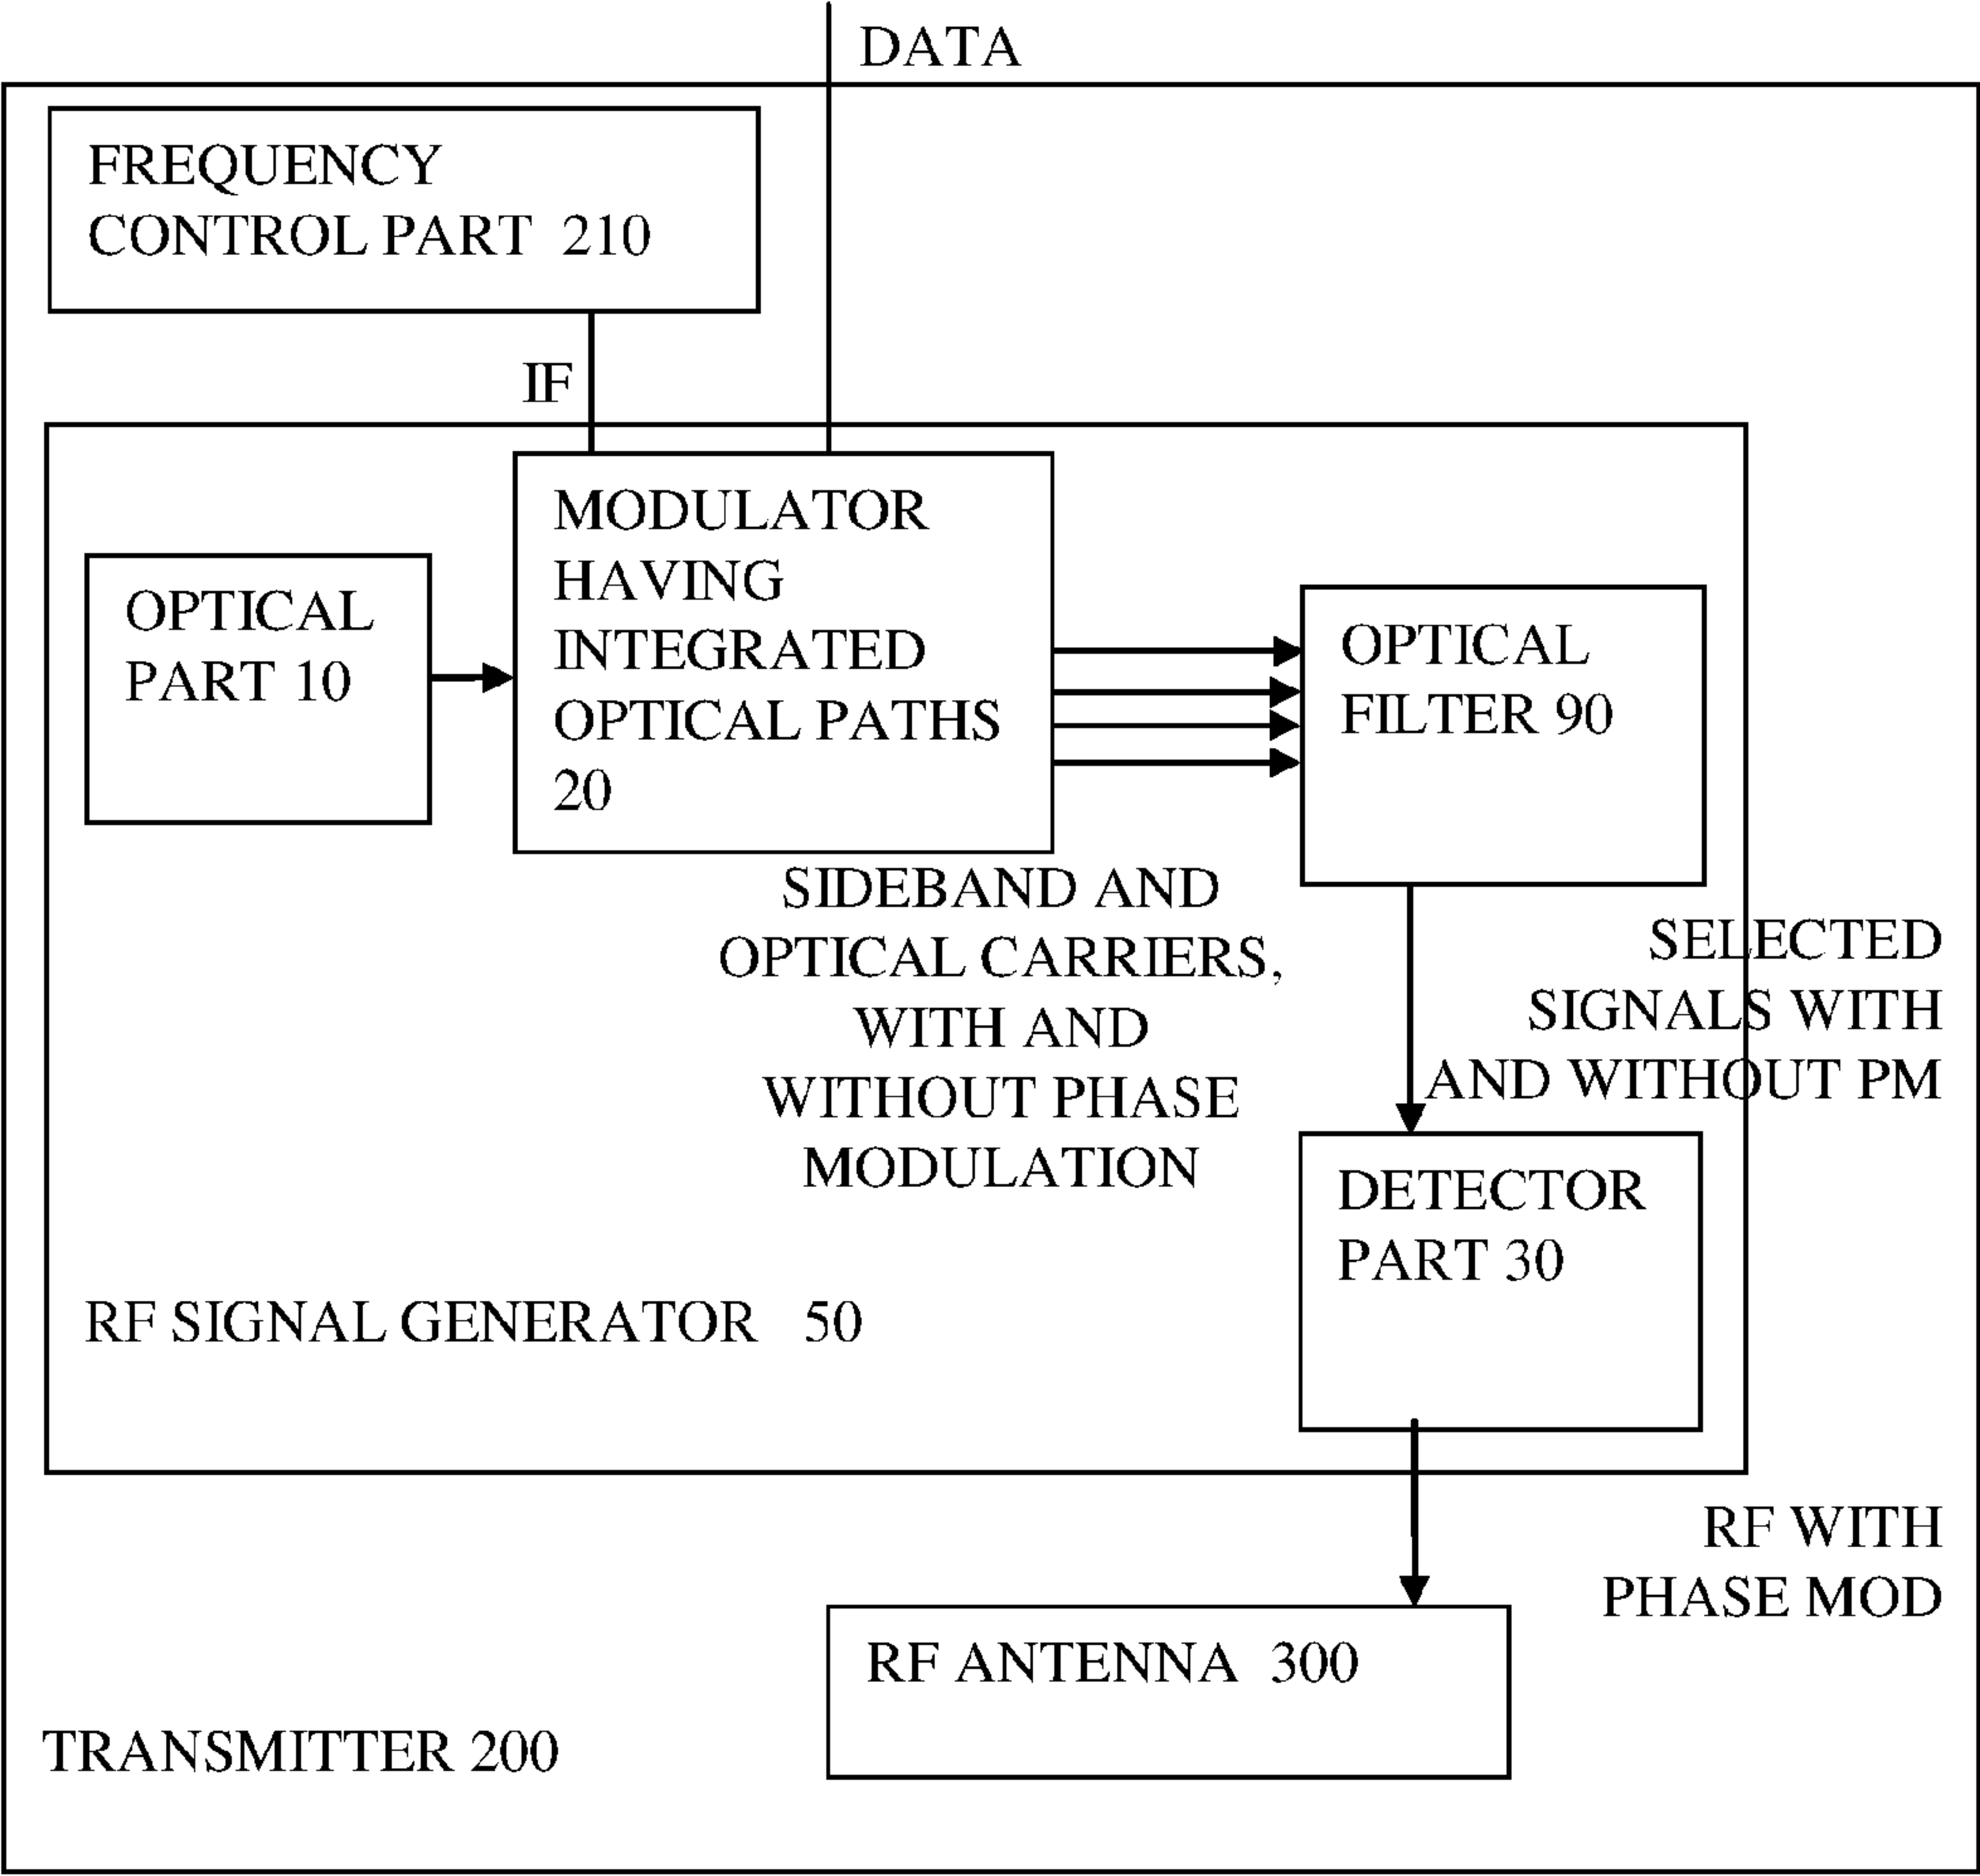 DATA
FREQUENCY
CONTROL PART 210
IF
MODULATOR
HAVING
INTEGRATED
OPTICAL PATHS
20
OPTICAL
PART 10
OPTICAL
FILTER 90
SIDEBAND AND
OPTICAL CARRIERS,
WITH AND
WITHOUT PHASE
MODULATION
SELECTED
SIGNALS WITH
AND WITHOUT PM
DETECTOR
PART 30
RF SIGNAL GENERATOR 50
RF WITH
PHASE MOD
RF ANTENNA 300
TRANSMITTER 200